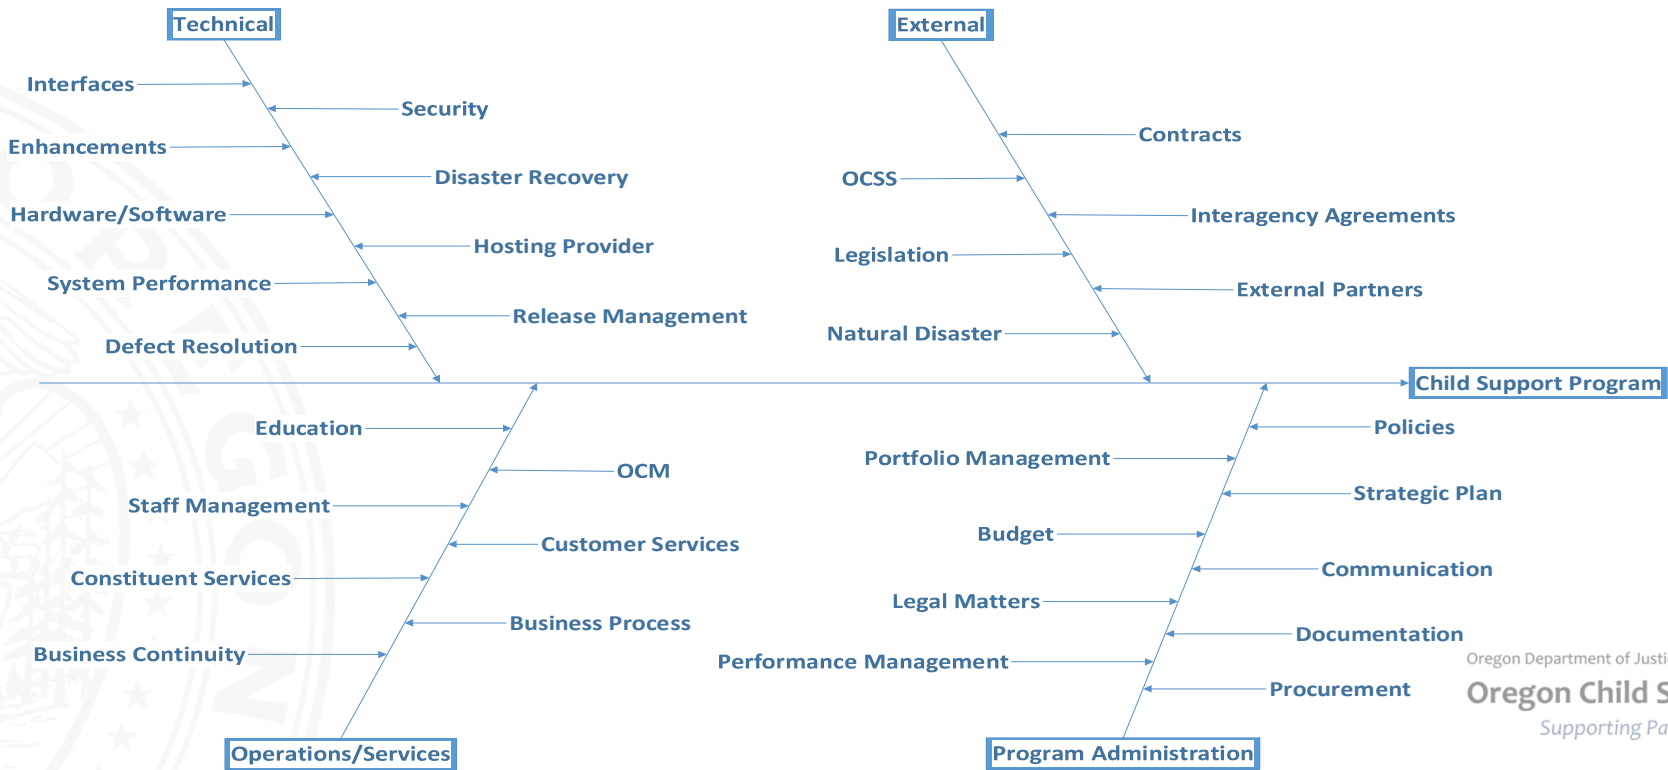 Technical
External
Interfaces
Security
Enhancements
Disaster Recovery
Hardware/Software
Hosting Provider
System Performance
Release Management
Defect Resolution
Contracts
OCSS
Interagency Agreements
Legislation
External Partners
Natural Disaster
Child Support Program
Education
OCM
Staff Management
Customer Services
Constituent Services
Business Process
Business Continuity
Operations/Services
Policies
Portfolio Management
Strategic Plan
Budget
Communication
Legal Matters
Documentation
Performance Management
Procurement
Program Administration
Oregon Department of Justic
Oregon Child S
Supporting Pa
OREGON